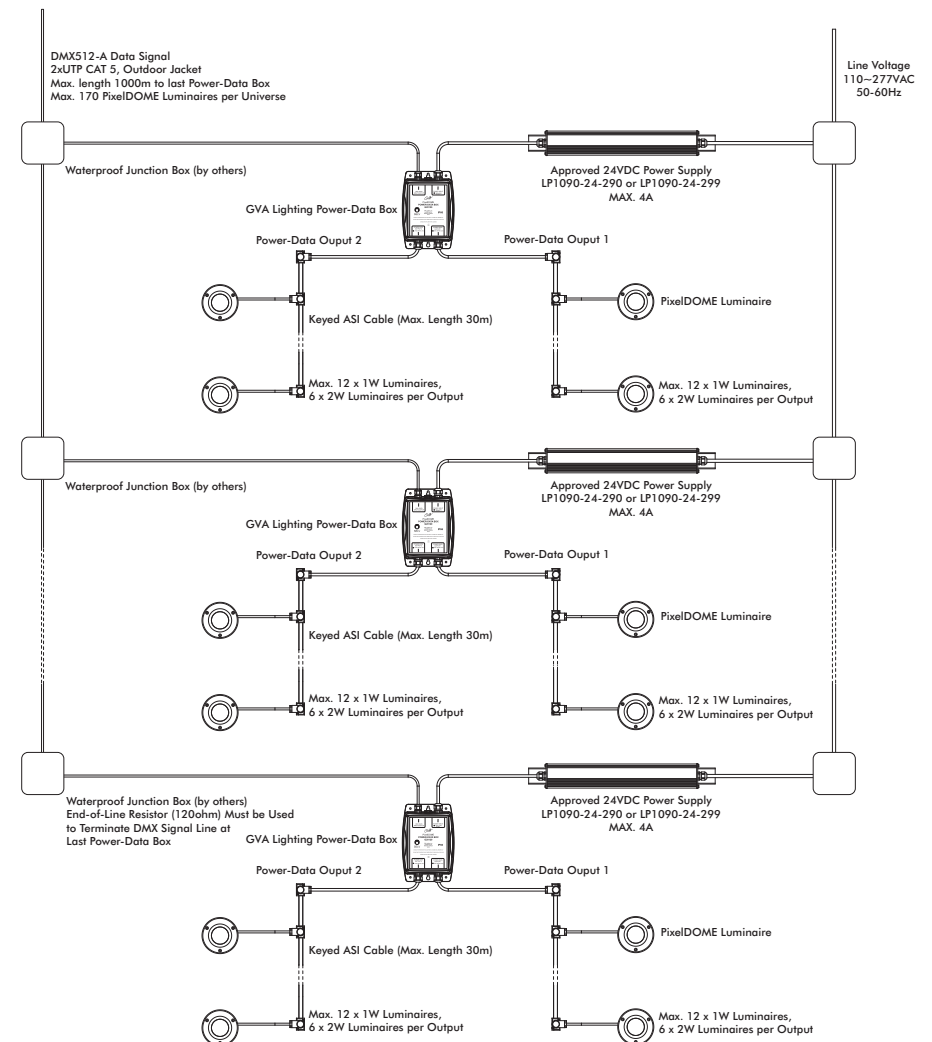 DMX512-A Data Signal
2xUTP CAT 5, Outdoor Jacket
Max. length 1000m to last Power-Data Box
Max. 170 PixelDOME Luminaires per Universe
Line Voltage
110~277VAC
50-60Hz
Waterproof Junction Box (by others)
Approved 24VDC Power Supply
LP1090-24-290 or LP1090-24-299
MAX. 4A
GVA Lighting Power-Data Box
Power-Data Ouput 2
Power-Data Ouput 1
PixelDOME Luminaire
Keyed ASI Cable (Max. Length 30m)
Max. 12 x 1W Luminaires,
6 x 2W Luminaires per Output
Max. 12 x 1W Luminaires,
6 x 2W Luminaires per Output
Waterproof Junction Box (by others)
Approved 24VDC Power Supply
LP1090-24-290 or LP1090-24-299
MAX. 4A
GVA Lighting Power-Data Box
Power-Data Ouput 2
Power-Data Ouput 1
PixelDOME Luminaire
Keyed ASI Cable (Max. Length 30m)
Max. 12 x 1W Luminaires,
6 x 2W Luminaires per Output
Max. 12 x 1W Luminaires,
6 x 2W Luminaires per Output
Waterproof Junction Box (by others)
End-of-Line Resistor (120ohm) Must be Used
to Terminate DMX Signal Line at
Last Power-Data Box
Approved 24VDC Power Supply
LP1090-24-290 or LP1090-24-299
MAX. 4A
GVA Lighting Power-Data Box
Power-Data Ouput 2
Power-Data Ouput 1
PixelDOME Luminaire
Keyed ASI Cable (Max. Length 30m)
Max. 12 x 1W Luminaires,
6 x 2W Luminaires per Output
Max. 12 x 1W Luminaires,
6 x 2W Luminaires per Output